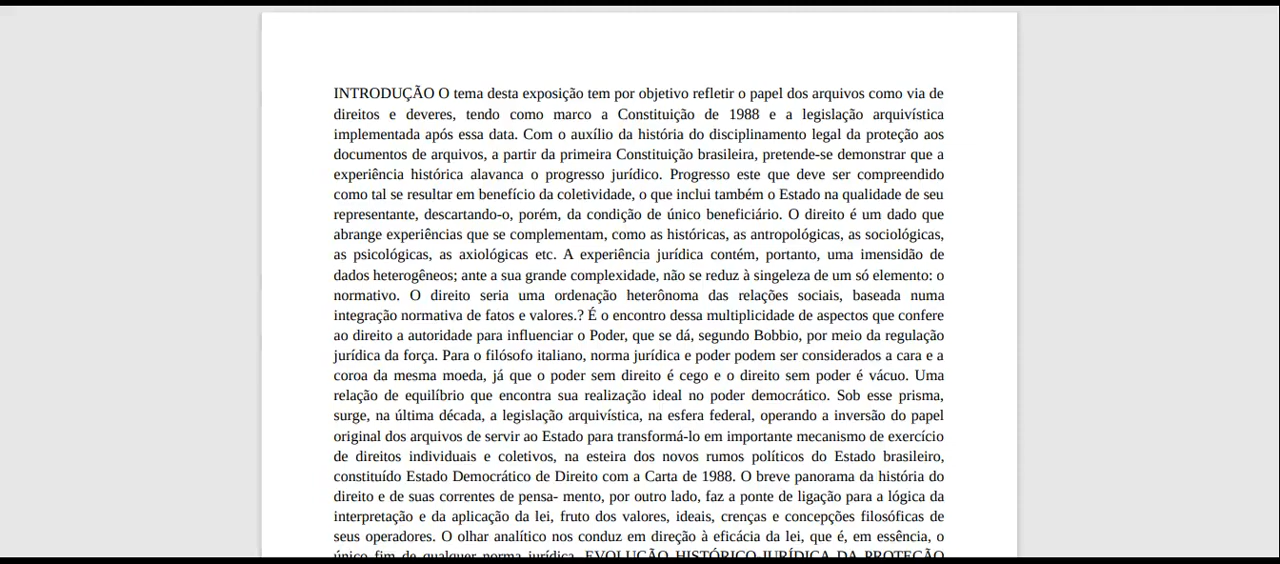 INTRODUÇÃO O tema desta exposição tem por objetivo refletir o papel dos arquivos como via de
direitos e deveres, tendo como marco a Constituição de 1988 e a legislação arquivística
implementada após essa data. Com o auxílio da história do disciplinamento legal da proteção aos
documentos de arquivos, a partir da primeira Constituição brasileira, pretende-se demonstrar que a
experiência histórica alavanca o progresso jurídico. Progresso este que deve ser compreendido
como tal se resultar em benefício da coletividade, o que inclui também o Estado na qualidade de seu
representante, descartando-o, porém, da condição de único beneficiário. O direito é um dado que
abrange experiências que se complementam, como as históricas, as antropológicas, as sociológicas,
as psicológicas, as axiológicas etc. A experiência jurídica contém, portanto, uma imensidão de
dados heterogêneos; ante a sua grande complexidade, não se reduz à singeleza de um só elemento: o
normativo. O direito seria uma ordenação heterônoma das relações sociais, baseada numa
integração normativa de fatos e valores.? É o encontro dessa multiplicidade de aspectos que confere
ao direito a autoridade para influenciar o Poder, que se dá, segundo Bobbio, por meio da regulação
jurídica da força. Para o filósofo italiano, norma jurídica e poder podem ser considerados a cara e a
coroa da mesma moeda, já que o poder sem direito é cego e o direito sem poder é vácuo. Uma
relação de equilíbrio que encontra sua realização ideal no poder democrático. Sob esse prisma,
surge, na última década, a legislação arquivística, na esfera federal, operando a inversão do papel
original dos arquivos de servir ao Estado para transformá-lo em importante mecanismo de exercício
de direitos individuais e coletivos, na esteira dos novos rumos políticos do Estado brasileiro,
constituído Estado Democrático de Direito com a Carta de 1988. O breve panorama da história do
direito e de suas correntes de pensa- mento, por outro lado, faz a ponte de ligação para a lógica da
interpretação e da aplicação da lei, fruto dos valores, ideais, crenças e concepções filosóficas de
seus operadores. O olhar analítico nos conduz em direção à eficácia da lei, que é, em essência, o
único fim de qualquer norma jurídica. EVOLUÇÃO HISTÓRICO-JURÍDICA DA PROTEÇÃO